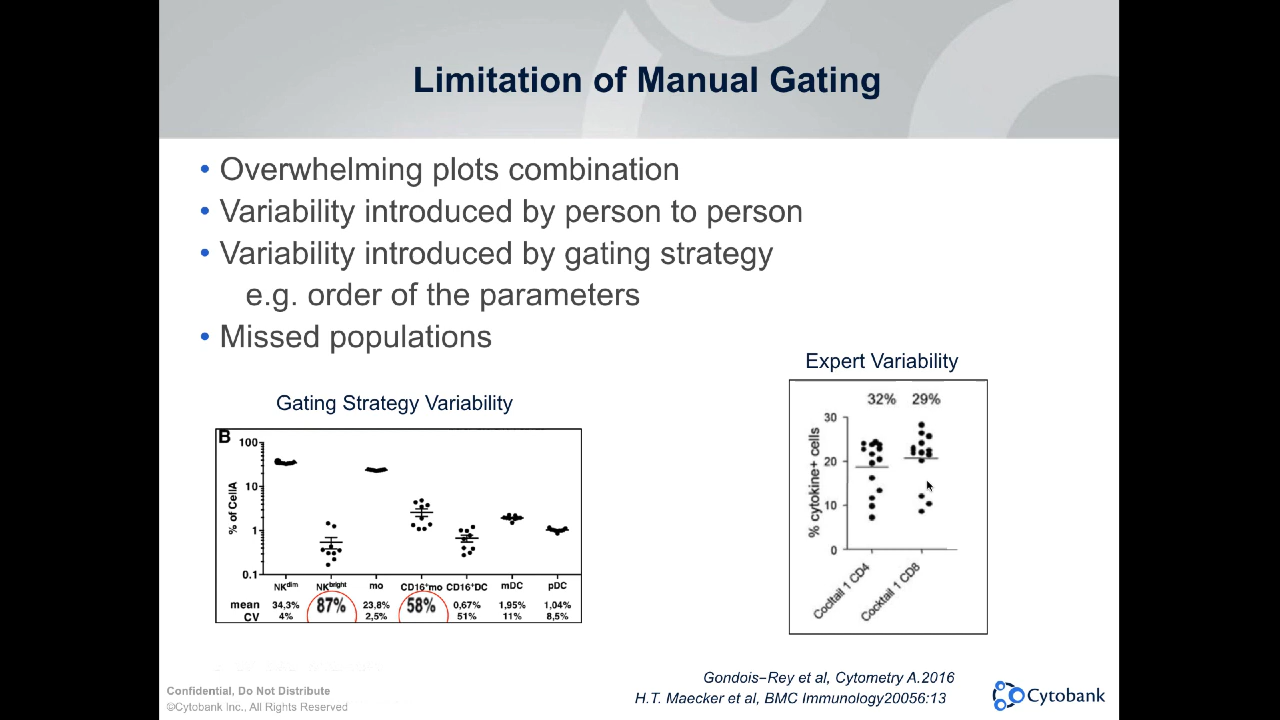 Limitation of Manual Gating
• Overwhelming plots combination
• Variability introduced by person to person
• Variability introduced by gating strategy
e.g. order of the parameters
• Missed populations
Gating Strategy Variability
B
% of CellA
100
10
1
0.1
NKdim NKbright mo CD16+mo CD16+DC mDC pDC
mean 34,3% 87% 23,8% 58% 0,67% 1,95% 1,04%
CV 4% 2,5% 51% 11% 8,5%
Expert Variability
32% 29%
% cytokine+ cells
30
20
10
0
Cocltail 1 CD4
Cocktail 1 CD8
Gondois–Rey et al, Cytometry A.2016
H.T. Maecker et al, BMC Immunology20056:13
Confidential, Do Not Distribute
©Cytobank Inc., All Rights Reserved
Cytobank